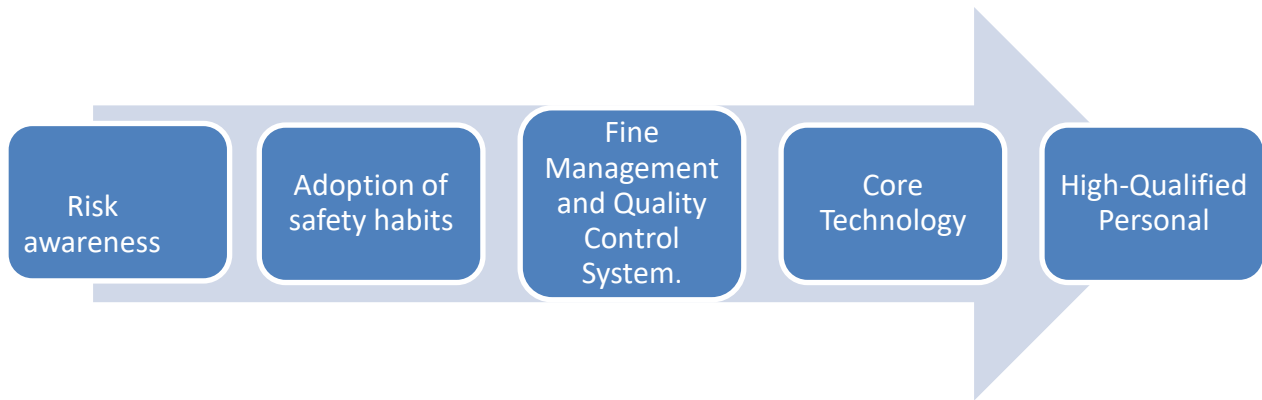 Risk
awareness
Adoption of
safety habits
Fine
Management
and Quality
Control
System.
Core
Technology
High-Qualified
Personal